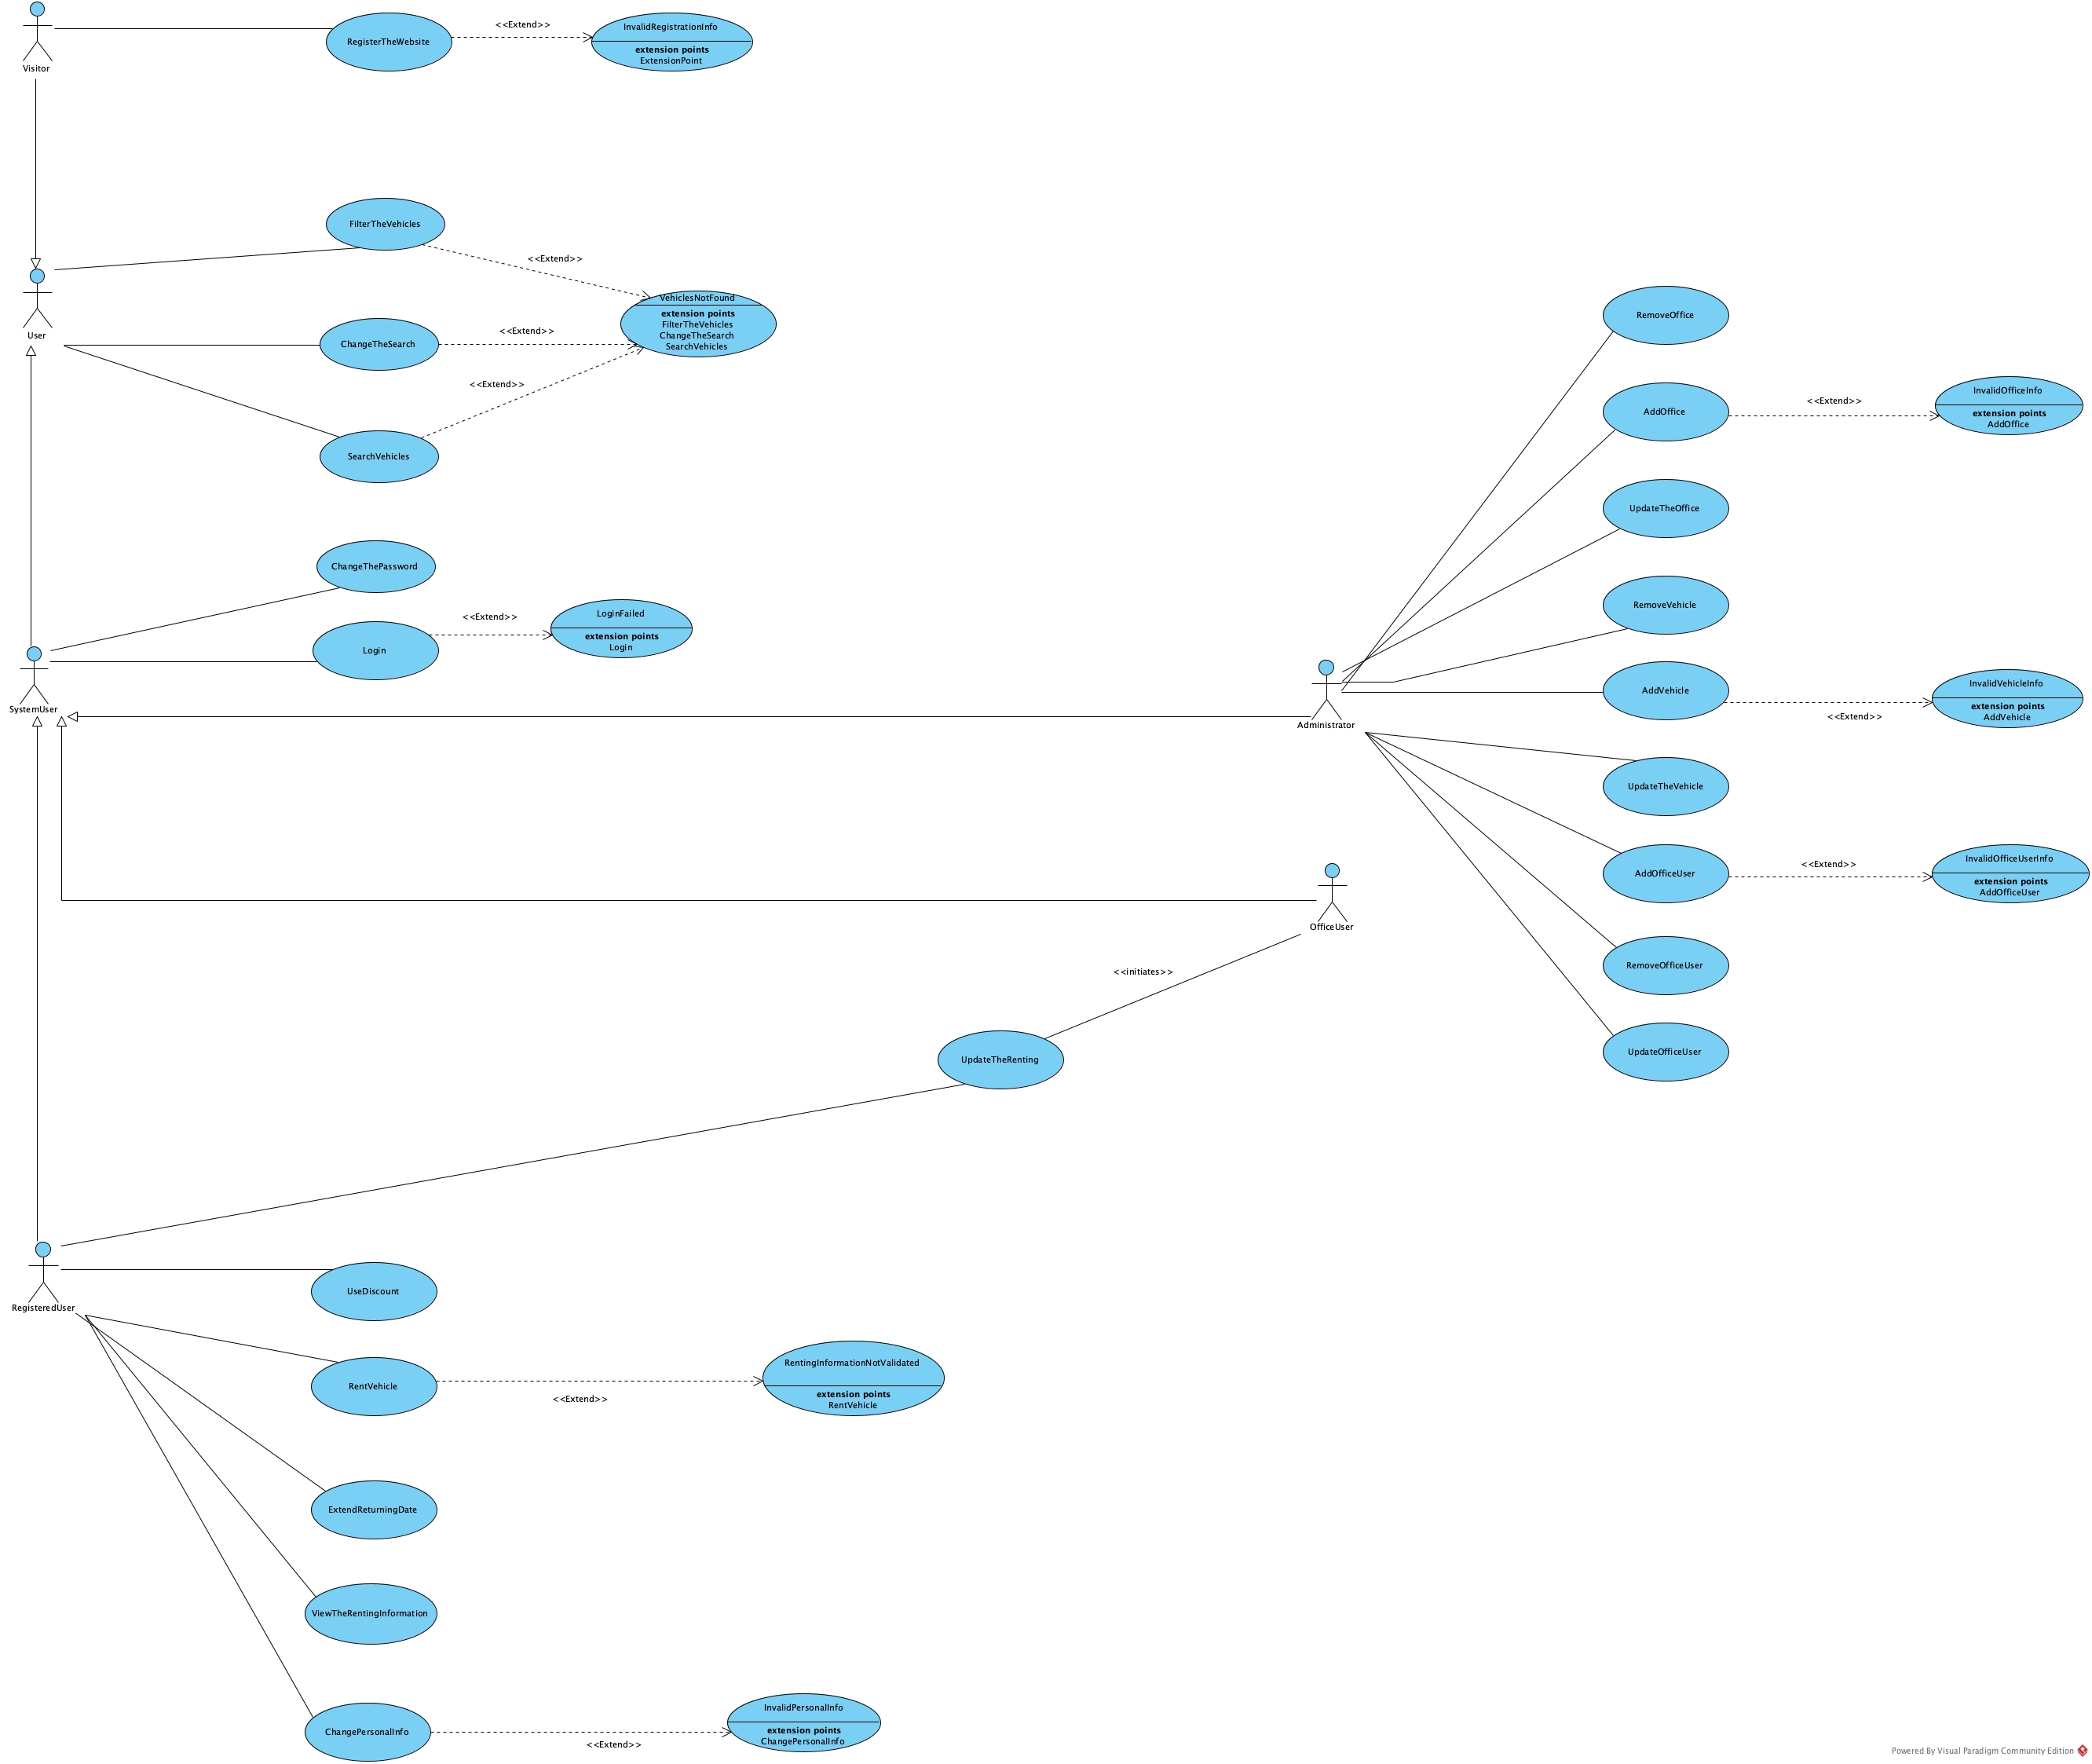 Visitor
RegisterTheWebsite
<<Extend>>
InvalidRegistrationInfo
extension points
ExtensionPoint
User
FilterTheVehicles
<<Extend>>
VehiclesNotFound
extension points
FilterTheVehicles
ChangeTheSearch
SearchVehicles
ChangeTheSearch
<<Extend>>
SearchVehicles
<<Extend>>
SystemUser
ChangeThePassword
Login
<<Extend>>
LoginFailed
extension points
Login
Administrator
RemoveOffice
AddOffice
<<Extend>>
InvalidOfficeInfo
extension points
AddOffice
UpdateTheOffice
RemoveVehicle
AddVehicle
<<Extend>>
InvalidVehicleInfo
extension points
AddVehicle
UpdateTheVehicle
AddOfficeUser
<<Extend>>
InvalidOfficeUserInfo
extension points
AddOfficeUser
RemoveOfficeUser
UpdateOfficeUser
OfficeUser
<<initiates>>
UpdateTheRenting
RegisteredUser
UseDiscount
RentVehicle
<<Extend>>
RentingInformationNotValidated
extension points
RentVehicle
ExtendReturningDate
ViewTheRentingInformation
ChangePersonalInfo
<<Extend>>
InvalidPersonalInfo
extension points
ChangePersonalInfo
Powered By Visual Paradigm Community Edition